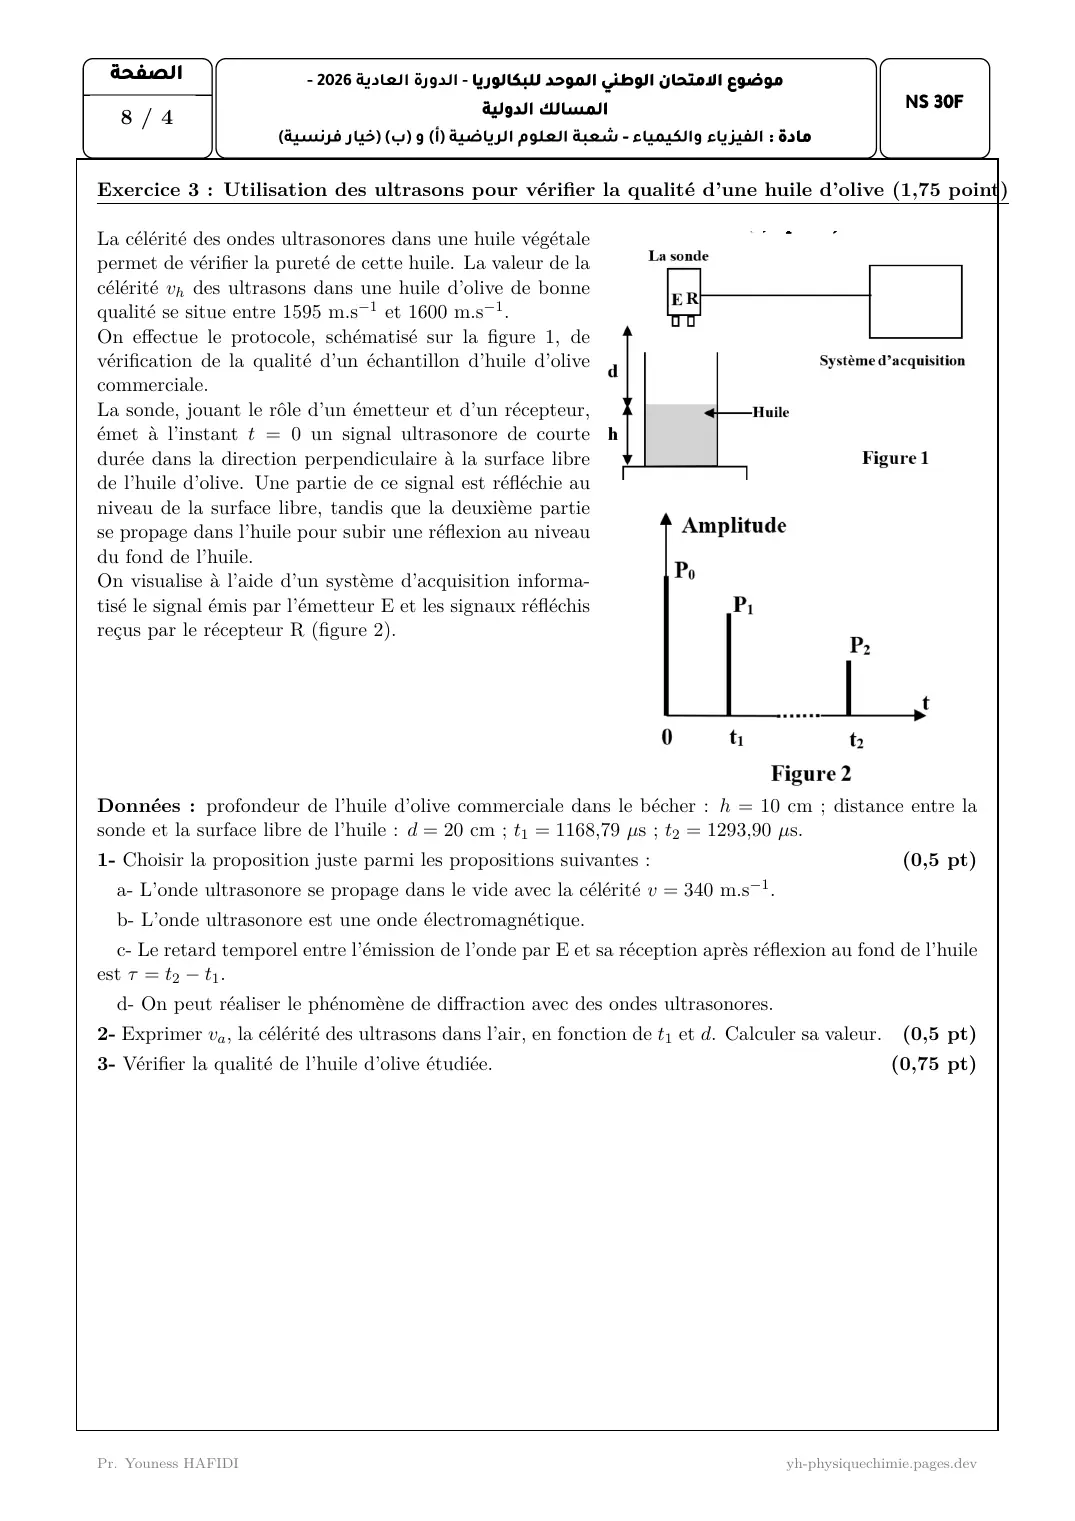 الصفحة
8 / 4
موضوع الامتحان الوطني الموحد للبكالوريا - الدورة العادية 2026 -
المسالك الدولية
مادة : الفيزياء والكيمياء - شعبة العلوم الرياضية (أ) و (ب) (خيار فرنسية)
NS 30F
Exercice 3 : Utilisation des ultrasons pour vérifier la qualité d'une huile d'olive (1,75 point)
La célérité des ondes ultrasonores dans une huile végétale
permet de vérifier la pureté de cette huile. La valeur de la
célérité vₕ des ultrasons dans une huile d'olive de bonne
qualité se situe entre 1595 m.s⁻¹ et 1600 m.s⁻¹.
On effectue le protocole, schématisé sur la figure 1, de
vérification de la qualité d'un échantillon d'huile d'olive
commerciale.
La sonde, jouant le rôle d'un émetteur et d'un récepteur,
émet à l'instant t = 0 un signal ultrasonore de courte
durée dans la direction perpendiculaire à la surface libre
de l'huile d'olive. Une partie de ce signal est réfléchie au
niveau de la surface libre, tandis que la deuxième partie
se propage dans l'huile pour subir une réflexion au niveau
du fond de l'huile.
On visualise à l'aide d'un système d'acquisition informa-
tisé le signal émis par l'émetteur E et les signaux réfléchis
reçus par le récepteur R (figure 2).
La sonde
E R
Système d'acquisition
d
Huile
h
Figure 1
Amplitude
P₀
P₁
P₂
t
0
t₁
t₂
Figure 2
Données : profondeur de l'huile d'olive commerciale dans le bécher : h = 10 cm ; distance entre la
sonde et la surface libre de l'huile : d = 20 cm ; t₁ = 1168,79 μs ; t₂ = 1293,90 μs.
1- Choisir la proposition juste parmi les propositions suivantes : (0,5 pt)
a- L'onde ultrasonore se propage dans le vide avec la célérité v = 340 m.s⁻¹.
b- L'onde ultrasonore est une onde électromagnétique.
c- Le retard temporel entre l'émission de l'onde par E et sa réception après réflexion au fond de l'huile
est τ = t₂ − t₁.
d- On peut réaliser le phénomène de diffraction avec des ondes ultrasonores.
2- Exprimer vₐ, la célérité des ultrasons dans l'air, en fonction de t₁ et d. Calculer sa valeur. (0,5 pt)
3- Vérifier la qualité de l'huile d'olive étudiée. (0,75 pt)
Pr. Youness HAFIDI
yh-physiquechimie.pages.dev